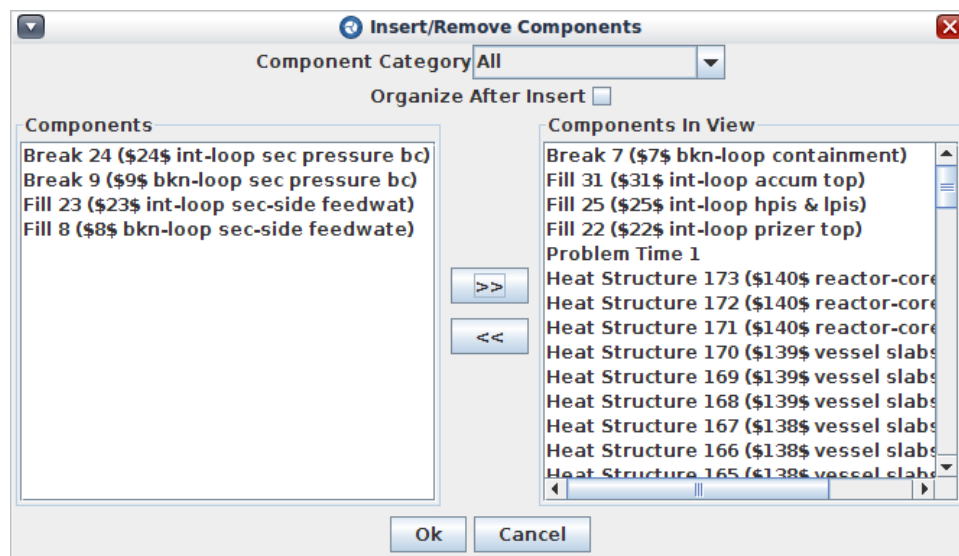 Insert/Remove Components
Component Category All
Organize After Insert
Components
Break 24 ($24$ int-loop sec pressure bc)
Break 9 ($9$ bkn-loop sec pressure bc)
Fill 23 ($23$ int-loop sec-side feedwat)
Fill 8 ($8$ bkn-loop sec-side feedwate)
>>
<<
Components In View
Break 7 ($7$ bkn-loop containment)
Fill 31 ($31$ int-loop accum top)
Fill 25 ($25$ int-loop hpis & lpis)
Fill 22 ($22$ int-loop prizer top)
Problem Time 1
Heat Structure 173 ($140$ reactor-core
Heat Structure 172 ($140$ reactor-core
Heat Structure 171 ($140$ reactor-core
Heat Structure 170 ($139$ vessel slabs
Heat Structure 169 ($139$ vessel slabs
Heat Structure 168 ($139$ vessel slabs
Heat Structure 167 ($138$ vessel slabs
Heat Structure 166 ($138$ vessel slabs
Heat Structure 165 ($138$ vessel slabs
Ok Cancel